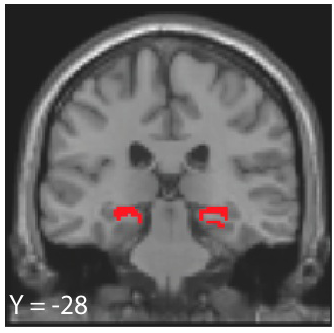 Y = -28